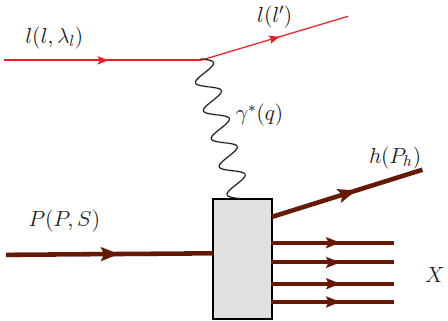 l(l′)
l(l, λ_l)
γ*(q)
h(P_h)
P(P, S)
X